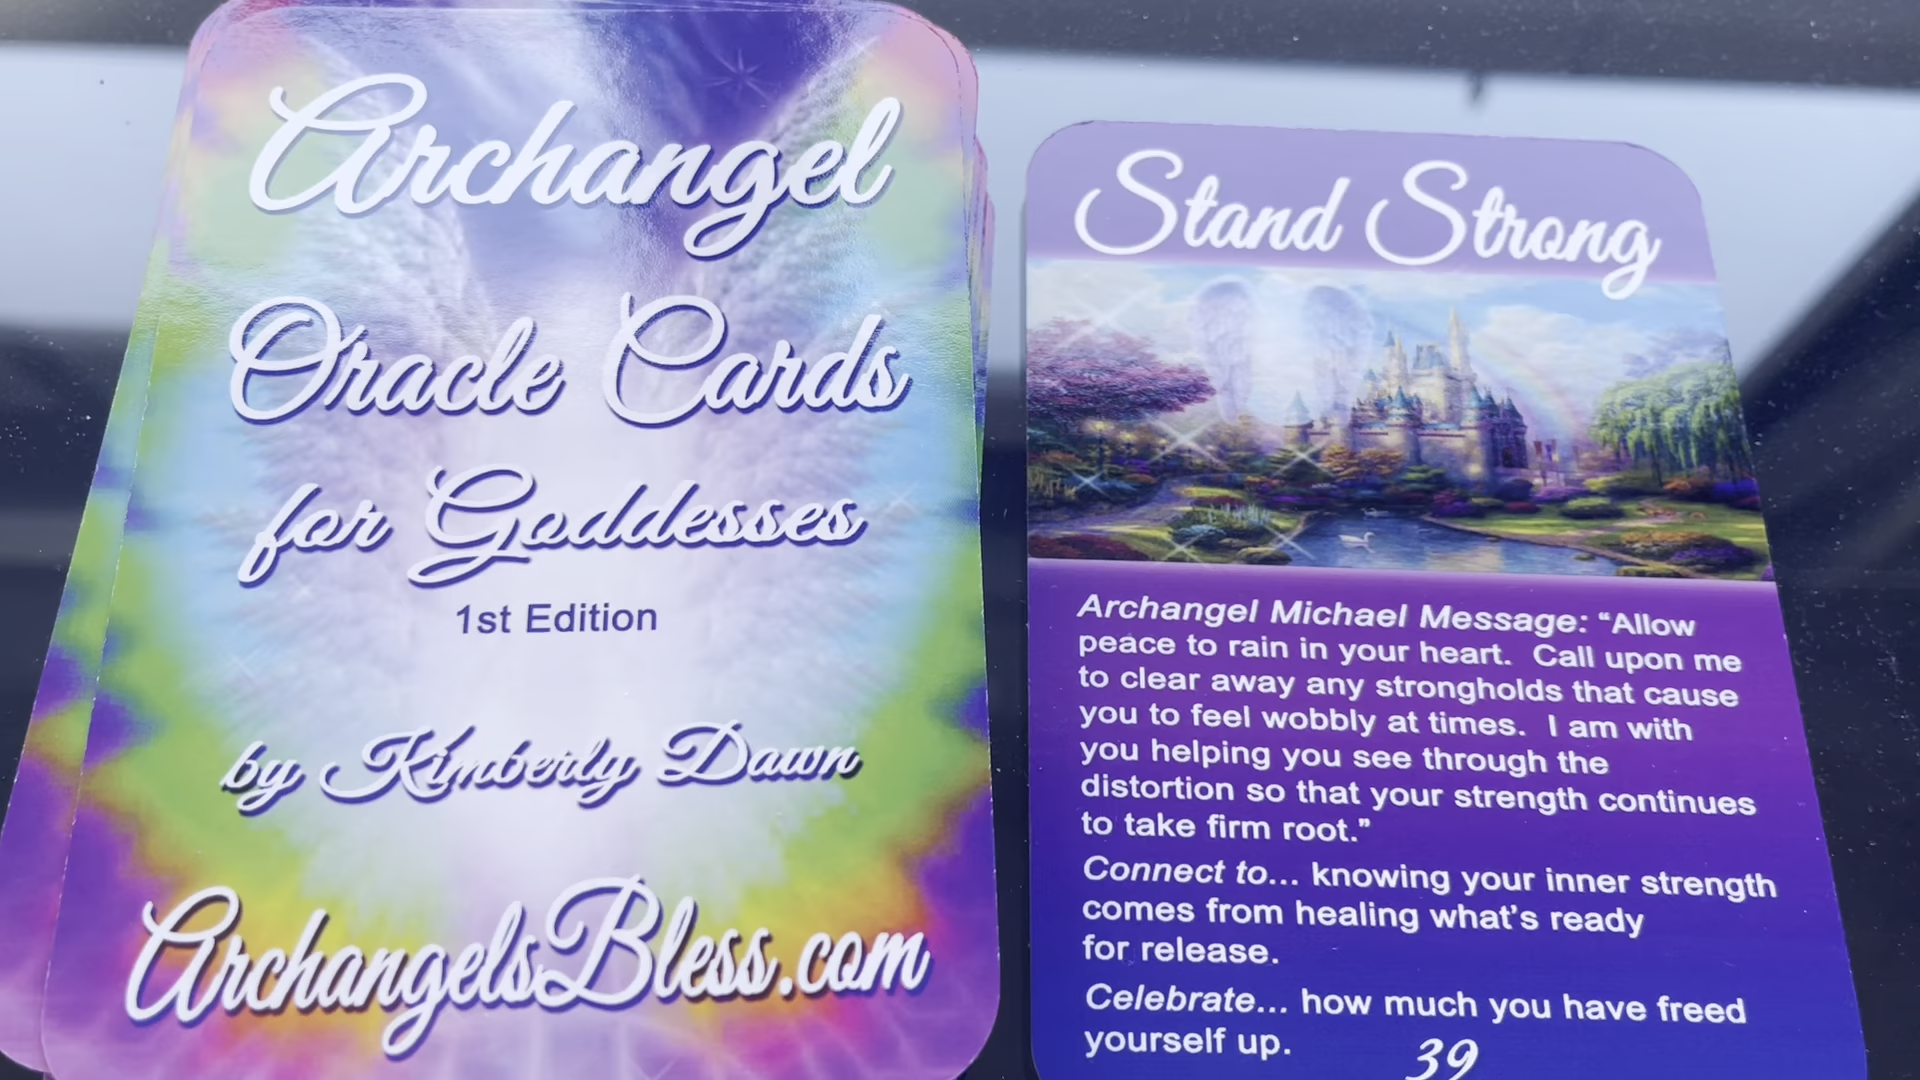 Archangel
Oracle Cards
for Goddesses
1st Edition
by Kimberly Dawn
ArchangelsBless.com
Stand Strong
Archangel Michael Message: “Allow
peace to rain in your heart.  Call upon me
to clear away any strongholds that cause
you to feel wobbly at times.  I am with
you helping you see through the
distortion so that your strength continues
to take firm root.”
Connect to... knowing your inner strength
comes from healing what’s ready
for release.
Celebrate... how much you have freed
yourself up.
39